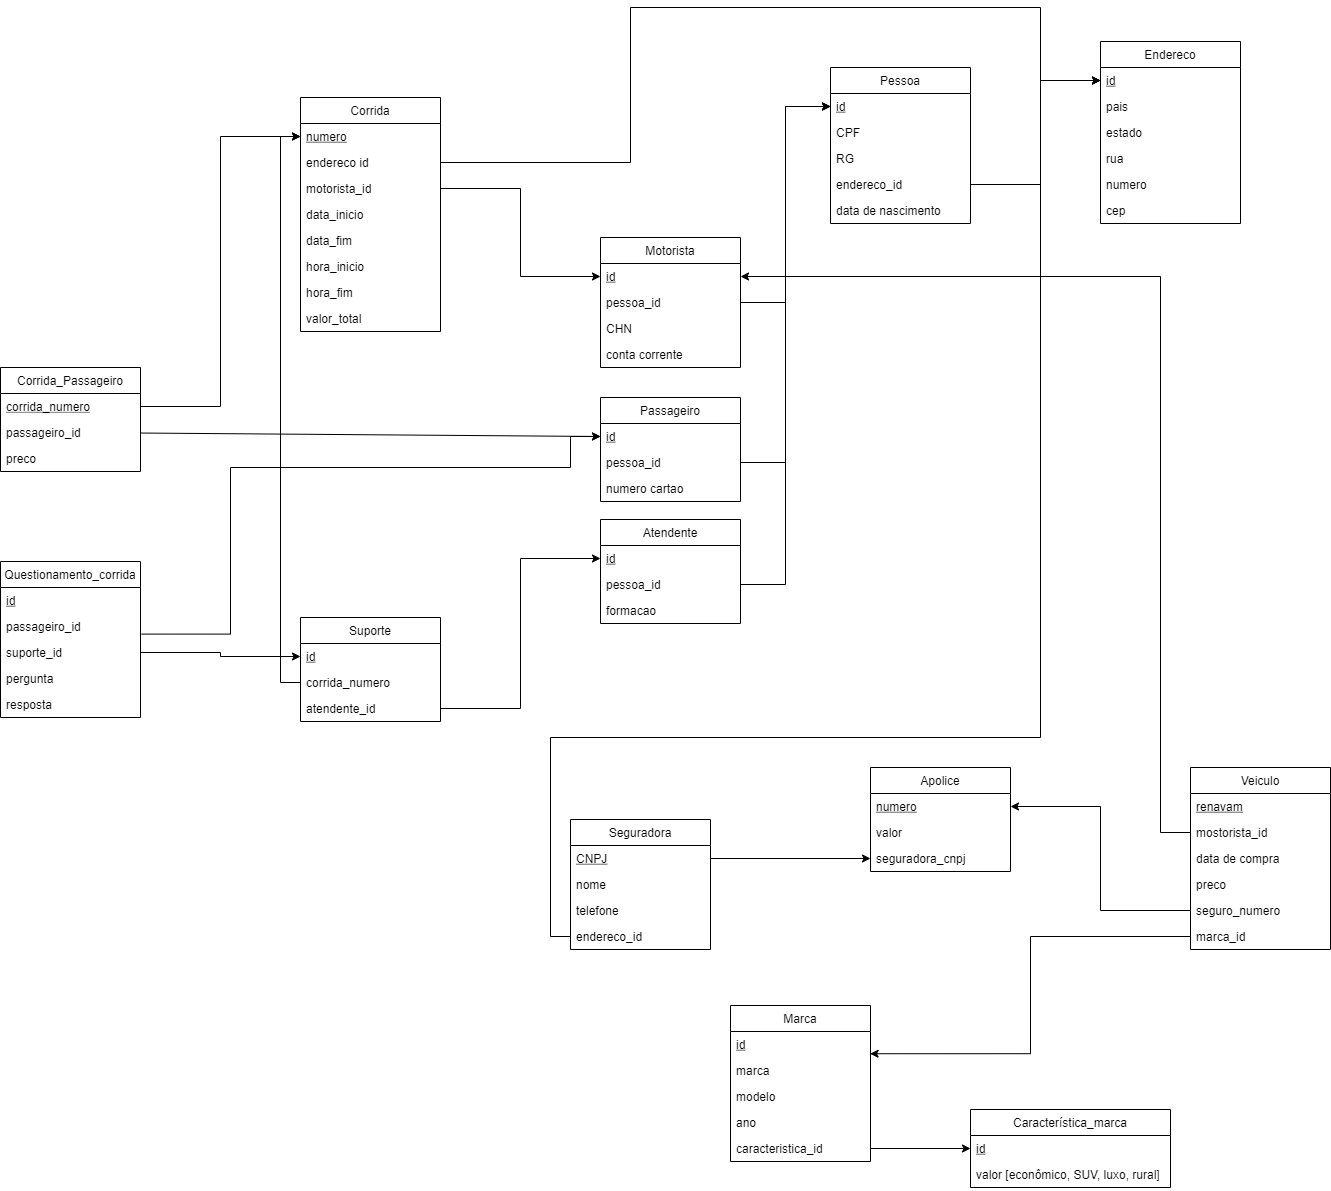 Endereco
id
pais
estado
rua
numero
cep
Pessoa
id
CPF
RG
endereco_id
data de nascimento
Corrida
numero
endereco id
motorista_id
data_inicio
data_fim
hora_inicio
hora_fim
valor_total
Motorista
id
pessoa_id
CHN
conta corrente
Corrida_Passageiro
corrida_numero
passageiro_id
preco
Passageiro
id
pessoa_id
numero cartao
Atendente
id
pessoa_id
formacao
Questionamento_corrida
id
passageiro_id
suporte_id
pergunta
resposta
Suporte
id
corrida_numero
atendente_id
Apolice
numero
valor
seguradora_cnpj
Veiculo
renavam
mostorista_id
data de compra
preco
seguro_numero
marca_id
Seguradora
CNPJ
nome
telefone
endereco_id
Marca
id
marca
modelo
ano
caracteristica_id
Característica_marca
id
valor [econômico, SUV, luxo, rural]